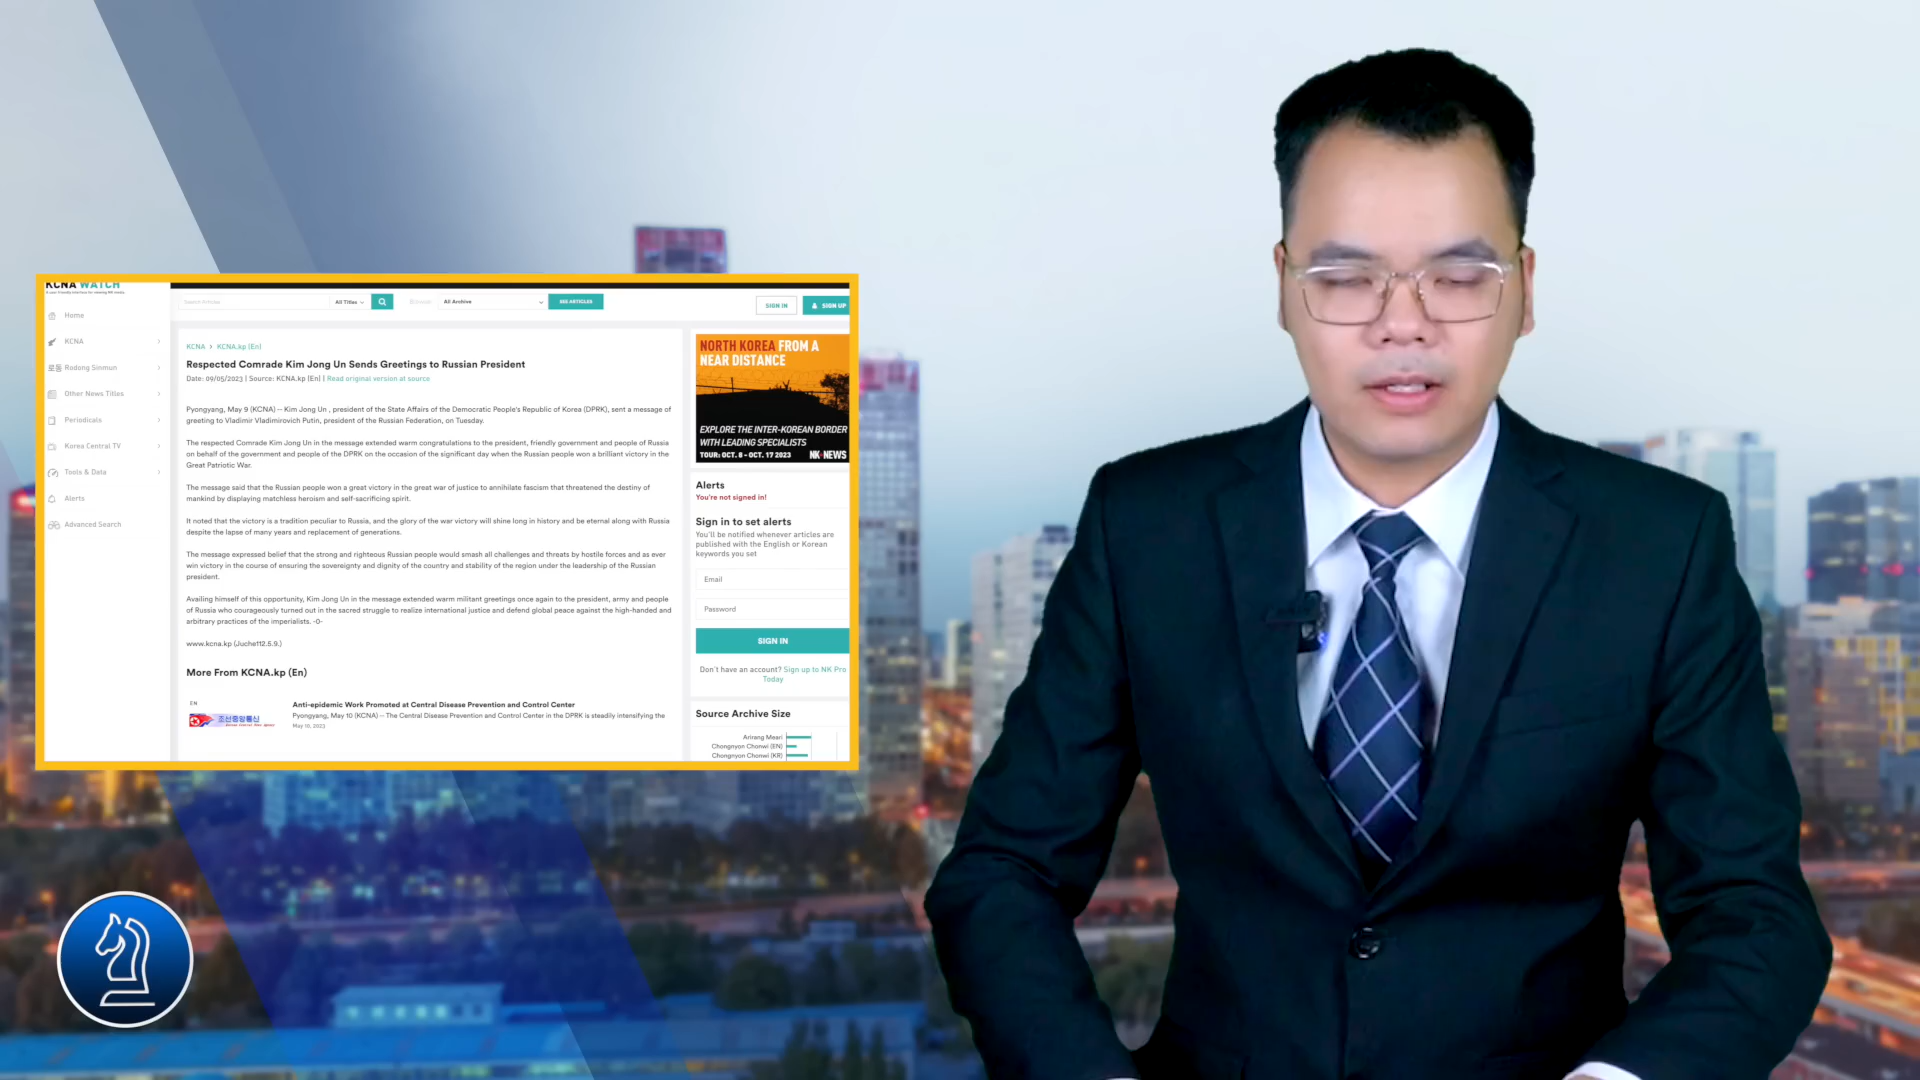 KCNA WATCH
Home
KCNA
Rodong Sinmun
Other News Titles
Periodicals
Korea Central TV
Tools & Data
Alerts
Advanced Search
Search Articles
All Titles
All Archive
SEE ARTICLES
SIGN IN
SIGN UP
KCNA > KCNA.kp (En)
Respected Comrade Kim Jong Un Sends Greetings to Russian President
Date: 09/05/2023 | Source: KCNA.kp (En) | Read original version at source
Pyongyang, May 9 (KCNA) -- Kim Jong Un , president of the State Affairs of the Democratic People's Republic of Korea (DPRK), sent a message of
greeting to Vladimir Vladimirovich Putin, president of the Russian Federation, on Tuesday.
The respected Comrade Kim Jong Un in the message extended warm congratulations to the president, friendly government and people of Russia
on behalf of the government and people of the DPRK on the occasion of the significant day when the Russian people won a brilliant victory in the
Great Patriotic War.
The message said that the Russian people won a great victory in the great war of justice to annihilate fascism that threatened the destiny of
mankind by displaying matchless heroism and self-sacrificing spirit.
It noted that the victory is a tradition peculiar to Russia, and the glory of the war victory will shine long in history and be eternal along with Russia
despite the lapse of many years and replacement of generations.
The message expressed belief that the strong and righteous Russian people would smash all challenges and threats by hostile forces and as ever
win victory in the course of ensuring the sovereignty and dignity of the country and stability of the region under the leadership of the Russian
president.
Availing himself of this opportunity, Kim Jong Un in the message extended warm militant greetings once again to the president, army and people
of Russia who courageously turned out in the sacred struggle to realize international justice and defend global peace against the high-handed and
arbitrary practices of the imperialists. -0-
www.kcna.kp (Juche112.5.9.)
More From KCNA.kp (En)
EN
조선중앙통신
Anti-epidemic Work Promoted at Central Disease Prevention and Control Center
Pyongyang, May 10 (KCNA) -- The Central Disease Prevention and Control Center in the DPRK is steadily intensifying the
May 10, 2023
NORTH KOREA FROM A
NEAR DISTANCE
EXPLORE THE INTER-KOREAN BORDER
WITH LEADING SPECIALISTS
TOUR: OCT. 8 - OCT. 17 2023 NK NEWS
Alerts
You're not signed in!
Sign in to set alerts
You'll be notified whenever articles are
published with the English or Korean
keywords you set
Email
Password
SIGN IN
Don't have an account? Sign up to NK Pro
Today
Source Archive Size
Arirang Meari
Chongnyon Chonwi (EN)
Chongnyon Chonwi (KR)